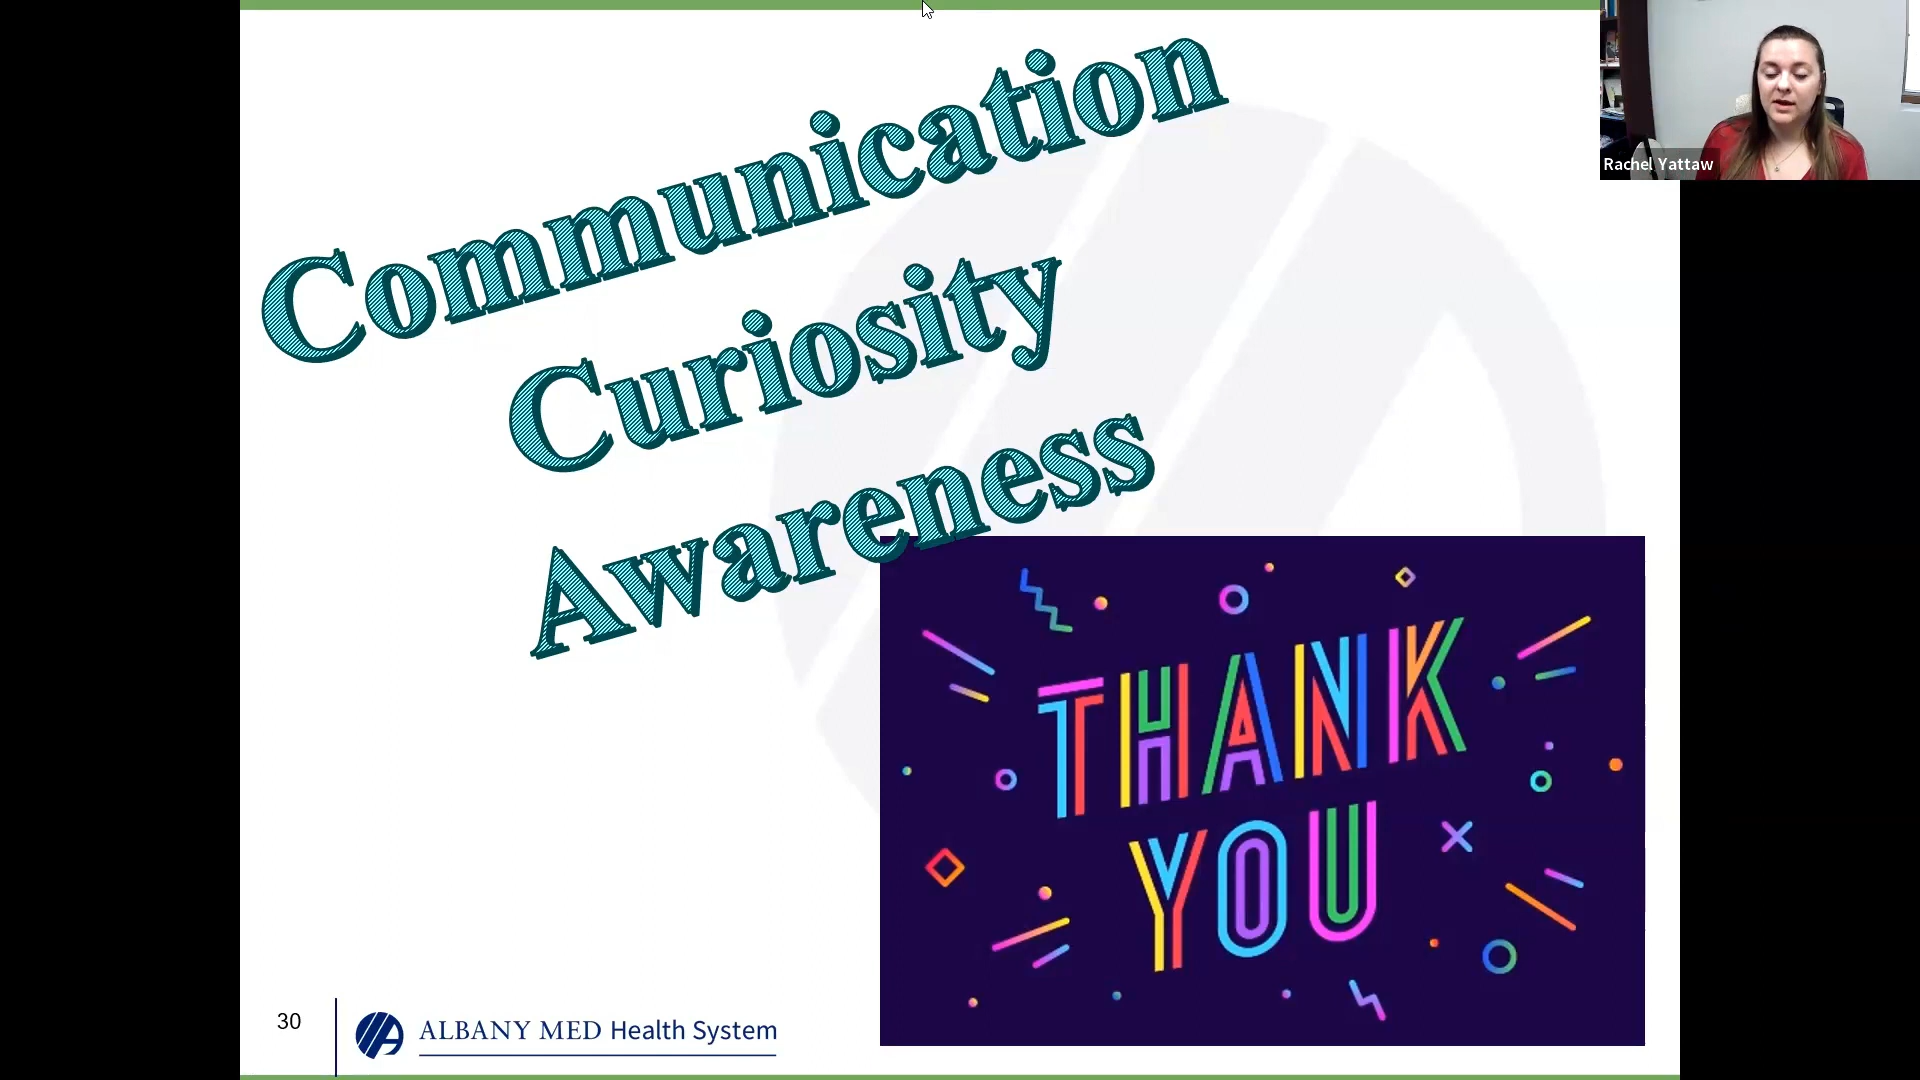 Communication
Curiosity
Awareness
THANK
YOU
30
ALBANY MED Health System
Rachel Yattaw